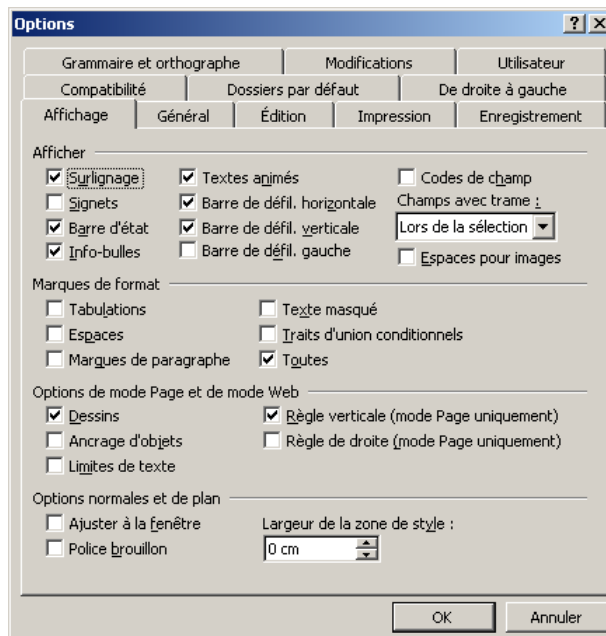 Options
Grammaire et orthographe Modifications Utilisateur
Compatibilité Dossiers par défaut De droite à gauche
Affichage Général Édition Impression Enregistrement
Afficher
Surlignage Textes animés Codes de champ
Signets Barre de défil. horizontale Champs avec trame :
Barre d'état Barre de défil. verticale Lors de la sélection
Info-bulles Barre de défil. gauche Espaces pour images
Marques de format
Tabulations Texte masqué
Espaces Traits d'union conditionnels
Marques de paragraphe Toutes
Options de mode Page et de mode Web
Dessins Règle verticale (mode Page uniquement)
Ancrage d'objets Règle de droite (mode Page uniquement)
Limites de texte
Options normales et de plan
Ajuster à la fenêtre Largeur de la zone de style :
Police brouillon 0 cm
OK Annuler